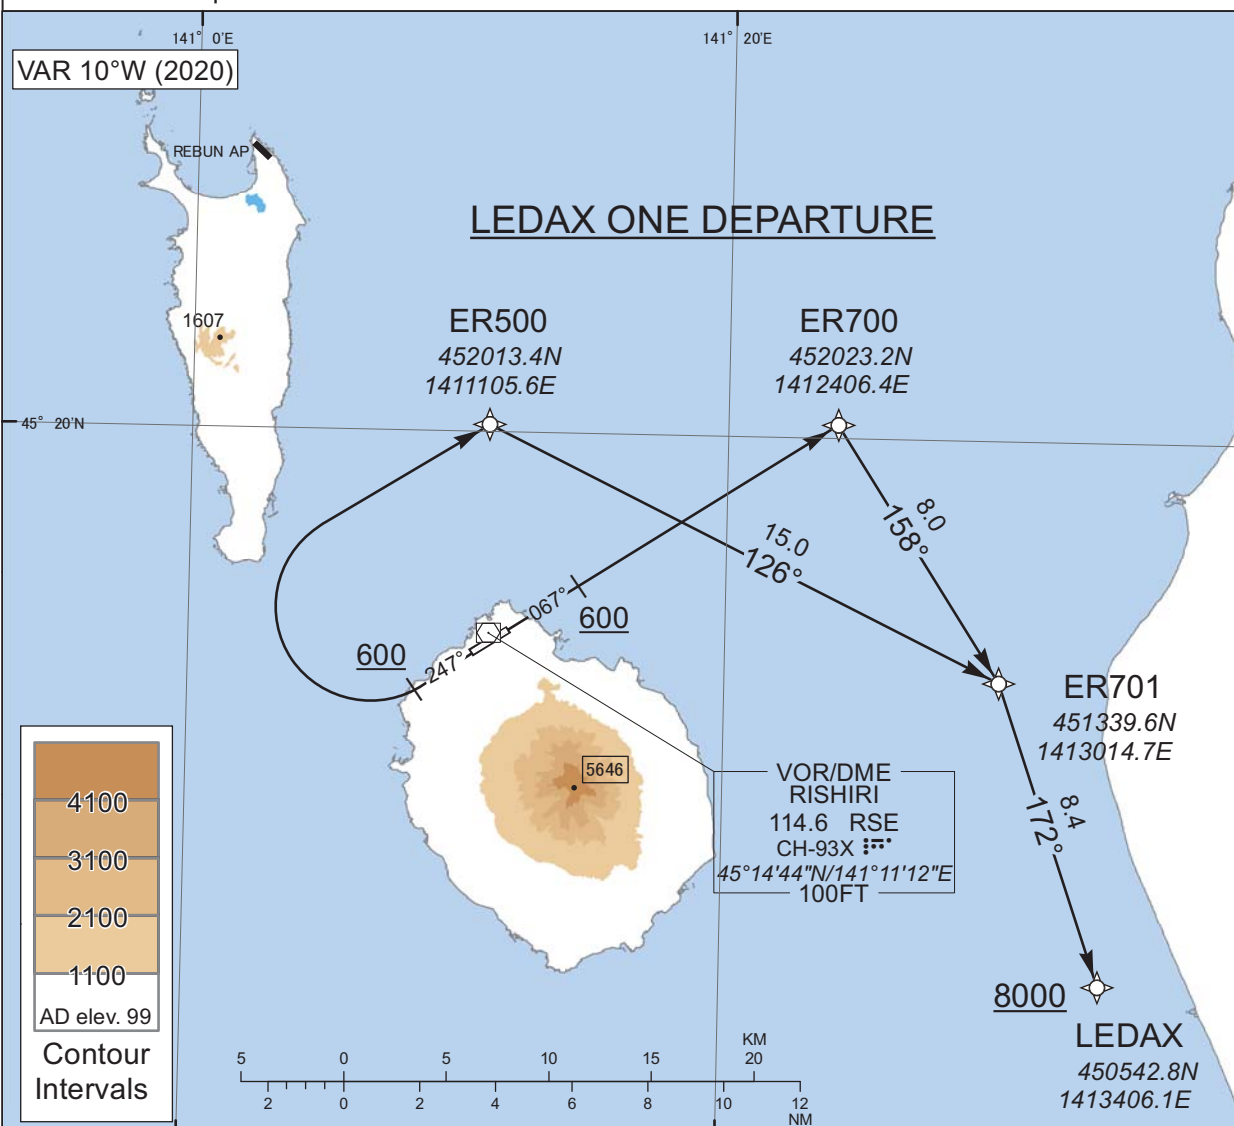 141° 0'E
141° 20'E
VAR 10°W (2020)
REBUN AP
LEDAX ONE DEPARTURE
1607
ER500
452013.4N
1411105.6E
ER700
452023.2N
1412406.4E
45° 20'N
8.0
158°
15.0
126°
067°
600
600
247°
ER701
451339.6N
1413014.7E
5646
VOR/DME
RISHIRI
114.6 RSE
CH-93X
45°14'44"N/141°11'12"E
100FT
8.4
172°
4100
3100
2100
1100
AD elev. 99
Contour
Intervals
8000
LEDAX
450542.8N
1413406.1E
KM
5 0 5 10 15 20
2 0 2 4 6 8 10 12
NM